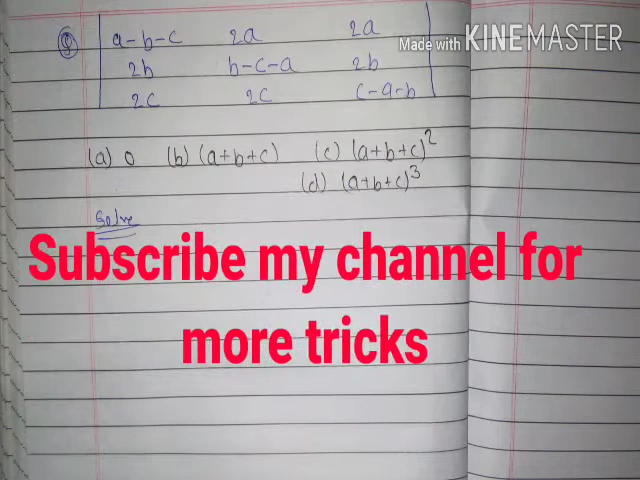 Q a-b-c 2a 2a
Made with KINEMASTER
2b b-c-a 2b
2c 2c c-a-b
(a) 0 (b) (a+b+c) (c) (a+b+c)²
(d) (a+b+c)³
Solve
Subscribe my channel for
more tricks